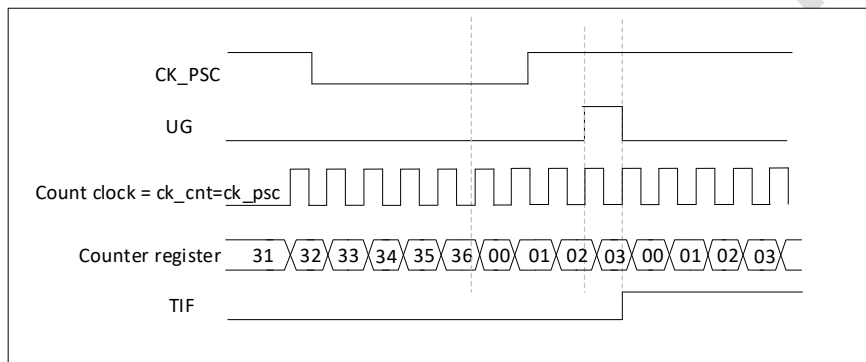 CK_PSC
UG
Count clock = ck_cnt=ck_psc
Counter register 31 32 33 34 35 36 00 01 02 03 00 01 02 03
TIF